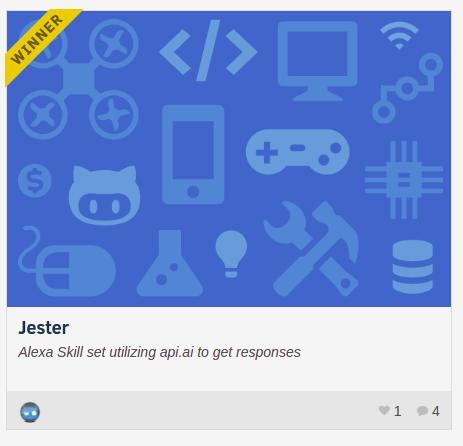 WINNER
</>
$
Jester
Alexa Skill set utilizing api.ai to get responses
1 4